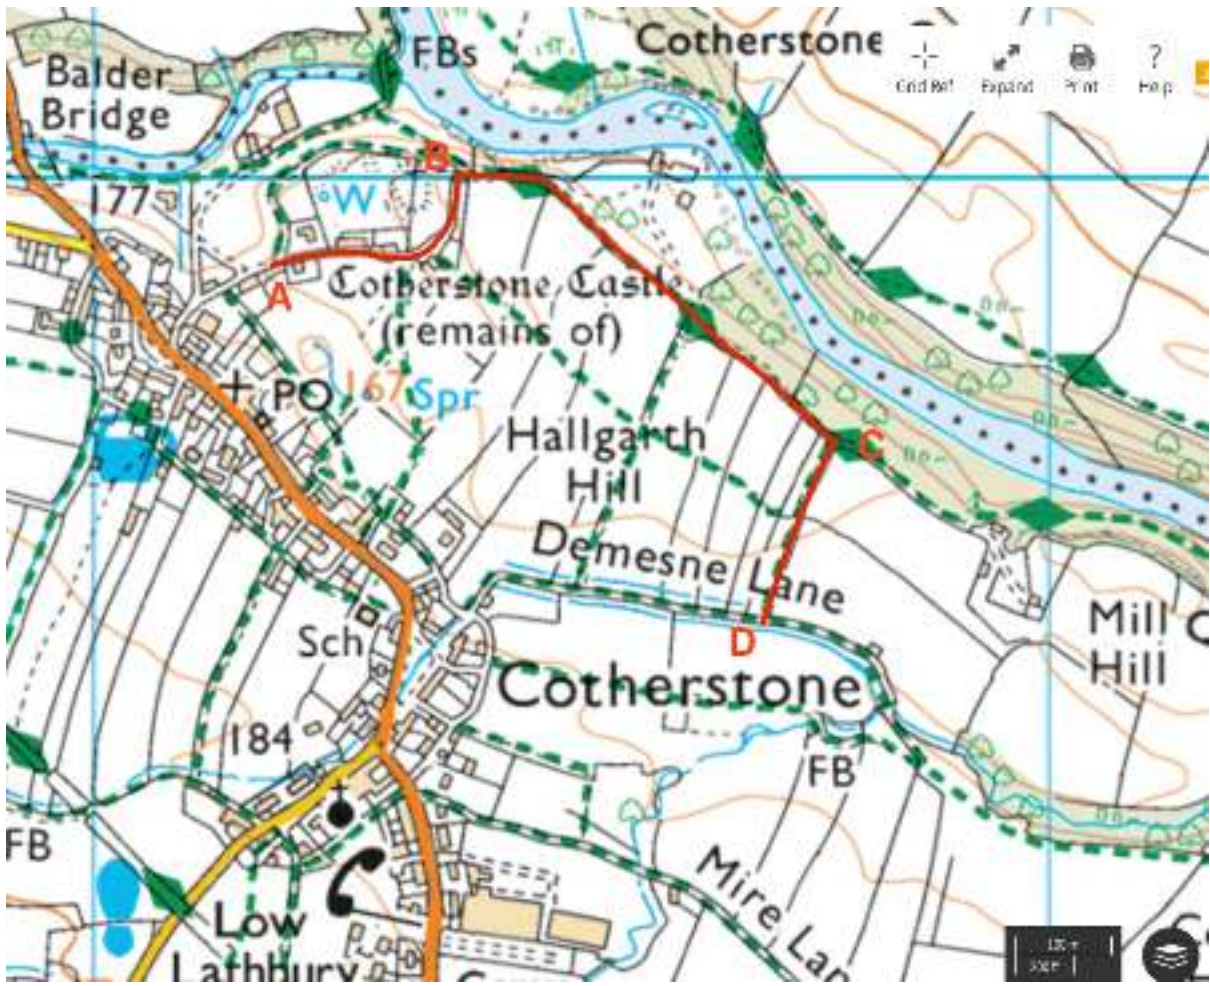 Balder
Bridge
FBs
Cotherstone
Grid Ref
Expand
Print
Help
177
W
B
A
Cotherstone Castle
(remains of)
PO
167
Spr
Hallgarth
Hill
C
Demesne Lane
D
Sch
Cotherstone
Mill
Hill
184
FB
FB
Mire Lan
Low
Lathbury